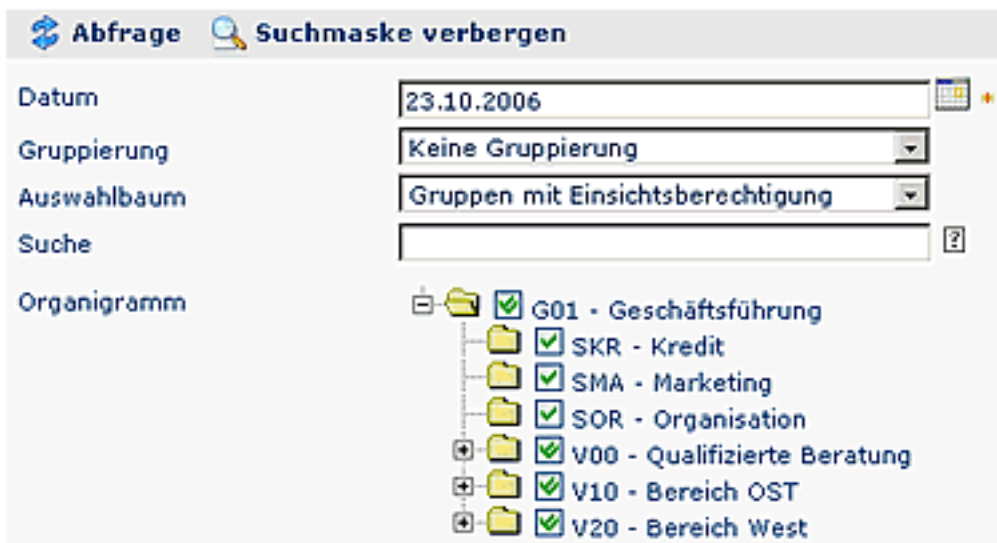 Abfrage Suchmaske verbergen
Datum 23.10.2006 *
Gruppierung Keine Gruppierung
Auswahlbaum Gruppen mit Einsichtsberechtigung
Suche ?
Organigramm G01 - Geschäftsführung
SKR - Kredit
SMA - Marketing
SOR - Organisation
V00 - Qualifizierte Beratung
V10 - Bereich OST
V20 - Bereich West